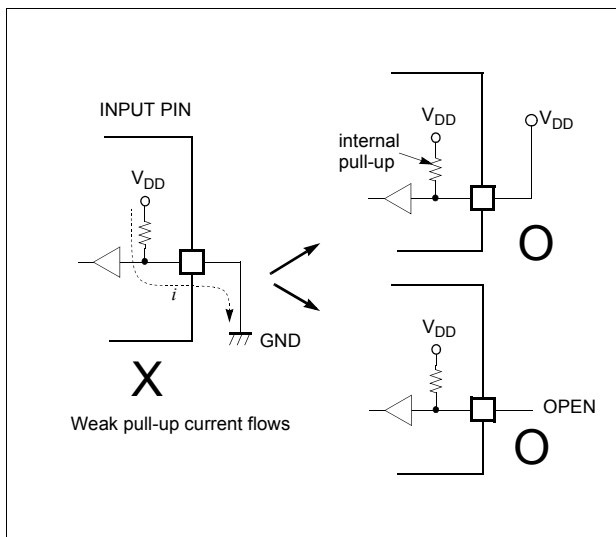 INPUT PIN
VDD
i
GND
X
Weak pull-up current flows
internal
pull-up
VDD
VDD
O
VDD
OPEN
O